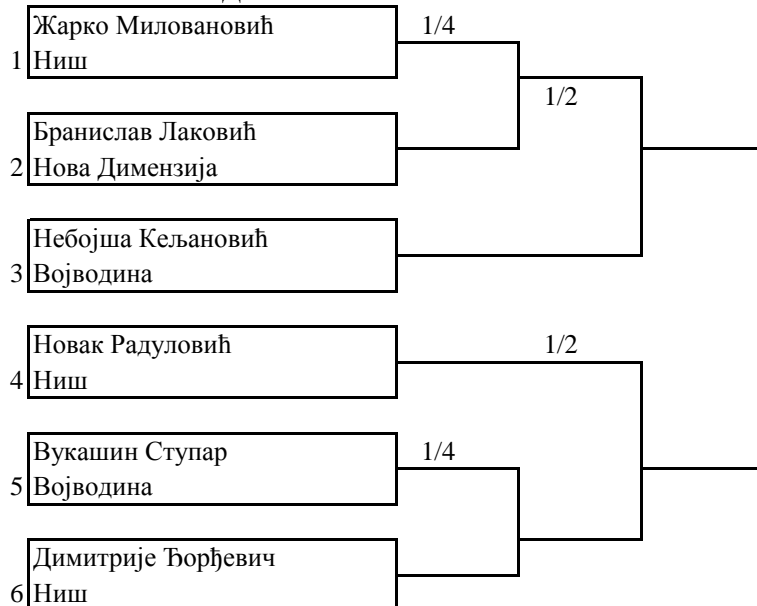 Жарко Миловановић
1/4
1 Ниш
1/2
Бранислав Лаковић
2 Нова Димензија
Небојша Кељановић
3 Војводина
Новак Радуловић
1/2
4 Ниш
Вукашин Ступар
1/4
5 Војводина
Димитрије Ђорђевич
6 Ниш